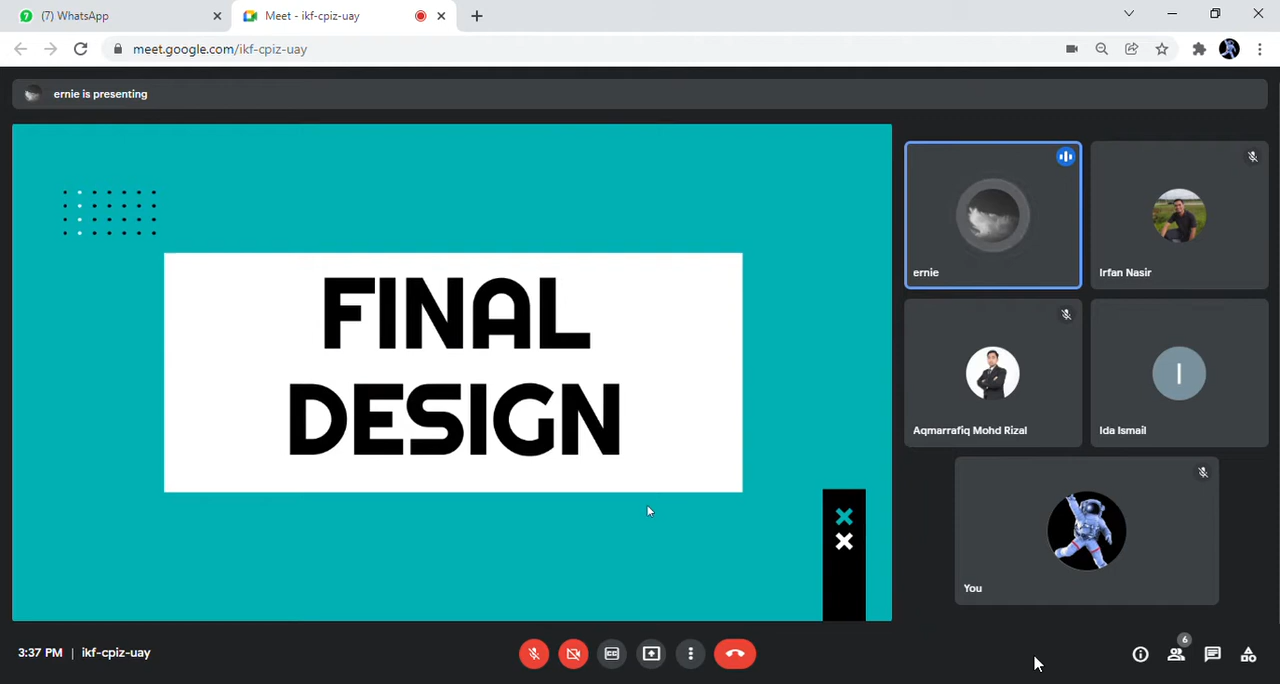 (7) WhatsApp
Meet - ikf-cpiz-uay
meet.google.com/ikf-cpiz-uay
ernie is presenting
FINAL
DESIGN
ernie
Irfan Nasir
Aqmarrafiq Mohd Rizal
I
Ida Ismail
You
3:37 PM | ikf-cpiz-uay
CC
6